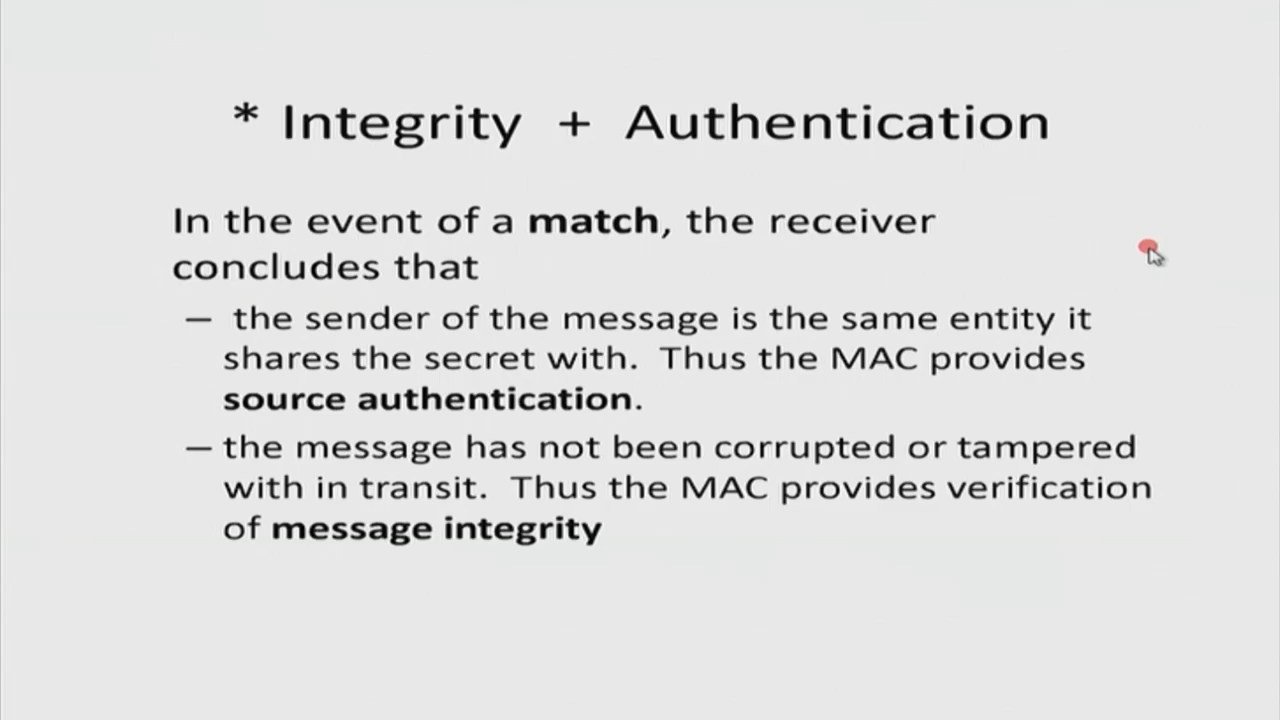 * Integrity + Authentication
In the event of a match, the receiver
concludes that
– the sender of the message is the same entity it
shares the secret with. Thus the MAC provides
source authentication.
– the message has not been corrupted or tampered
with in transit. Thus the MAC provides verification
of message integrity